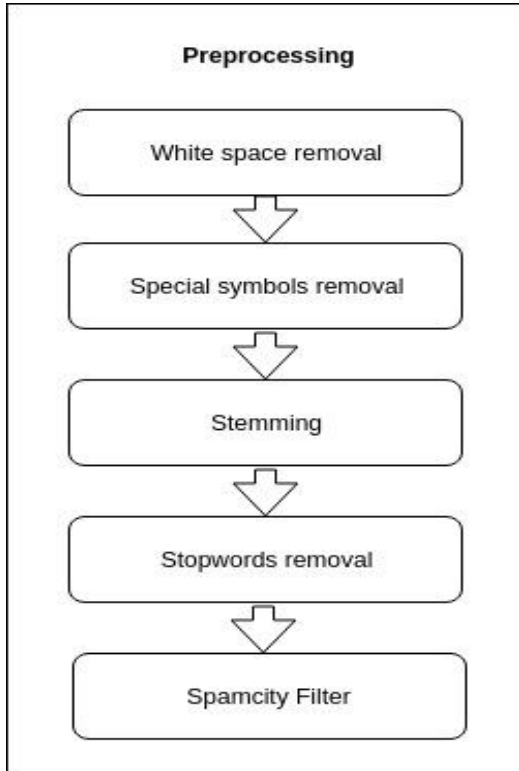 Preprocessing
White space removal
Special symbols removal
Stemming
Stopwords removal
Spamcity Filter